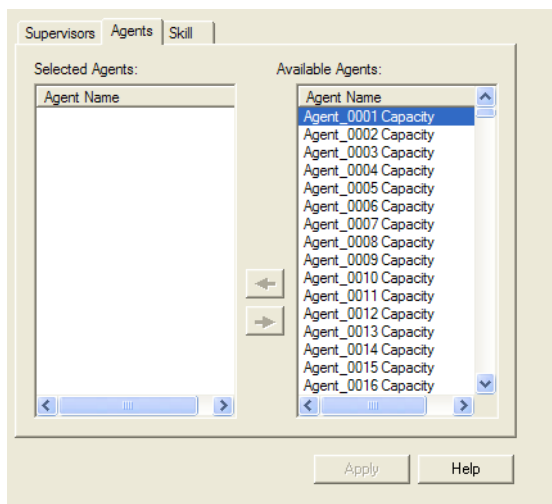 Supervisors Agents Skill
Selected Agents:
Available Agents:
Agent Name
Agent Name
Agent_0001 Capacity
Agent_0002 Capacity
Agent_0003 Capacity
Agent_0004 Capacity
Agent_0005 Capacity
Agent_0006 Capacity
Agent_0007 Capacity
Agent_0008 Capacity
Agent_0009 Capacity
Agent_0010 Capacity
Agent_0011 Capacity
Agent_0012 Capacity
Agent_0013 Capacity
Agent_0014 Capacity
Agent_0015 Capacity
Agent_0016 Capacity
Apply Help